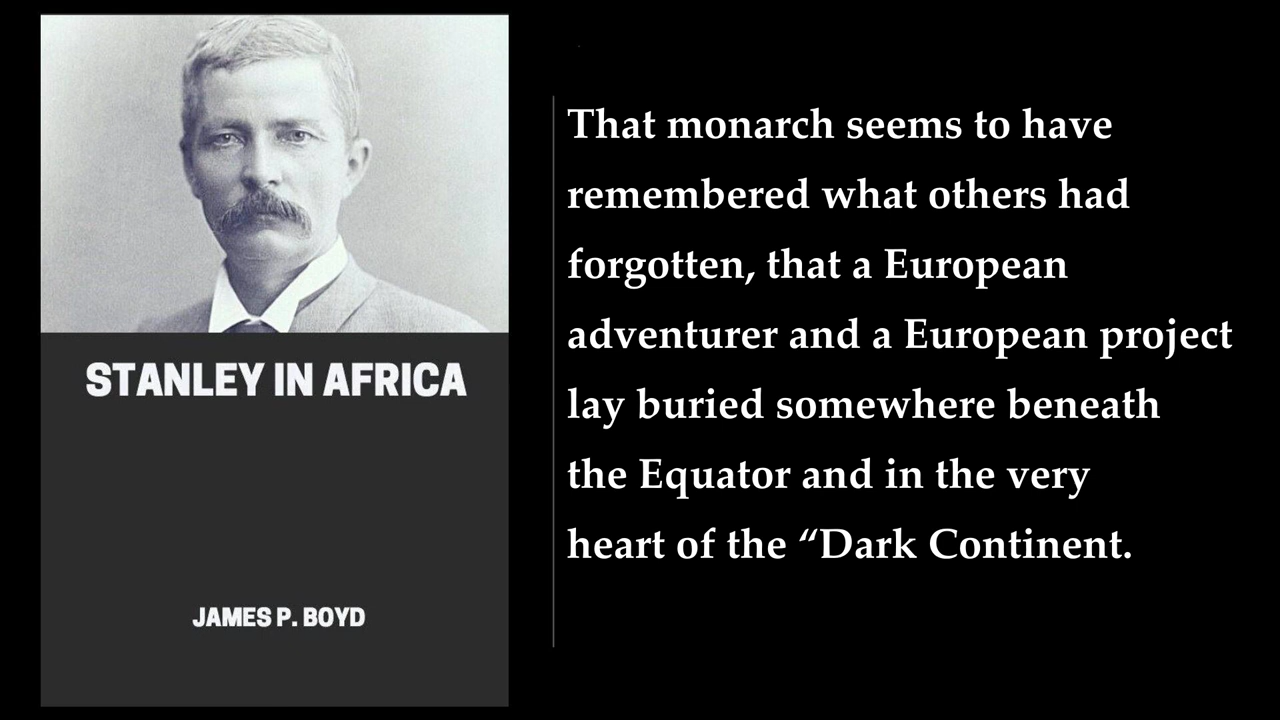 STANLEY IN AFRICA
JAMES P. BOYD
That monarch seems to have
remembered what others had
forgotten, that a European
adventurer and a European project
lay buried somewhere beneath
the Equator and in the very
heart of the “Dark Continent.